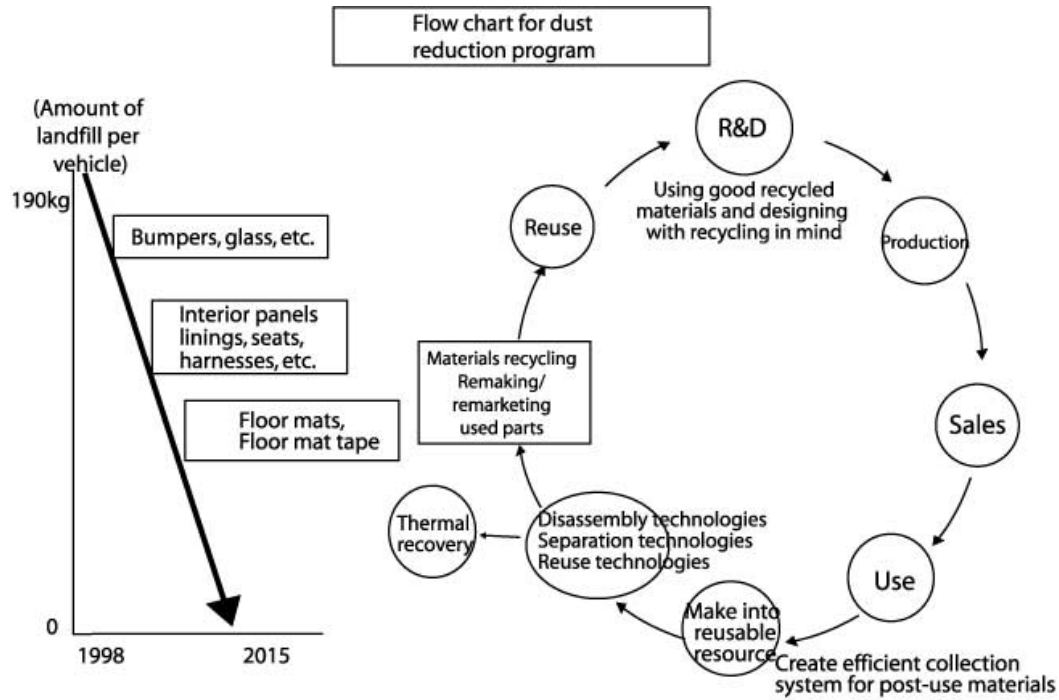 Flow chart for dust
reduction program
(Amount of
landfill per
vehicle)
190kg
Bumpers, glass, etc.
Interior panels
linings, seats,
harnesses, etc.
Floor mats,
Floor mat tape
0
1998
2015
R&D
Using good recycled
materials and designing
with recycling in mind
Production
Sales
Use
Create efficient collection
system for post-use materials
Make into
reusable
resource
Disassembly technologies
Separation technologies
Reuse technologies
Thermal
recovery
Materials recycling
Remaking/
remarketing
used parts
Reuse